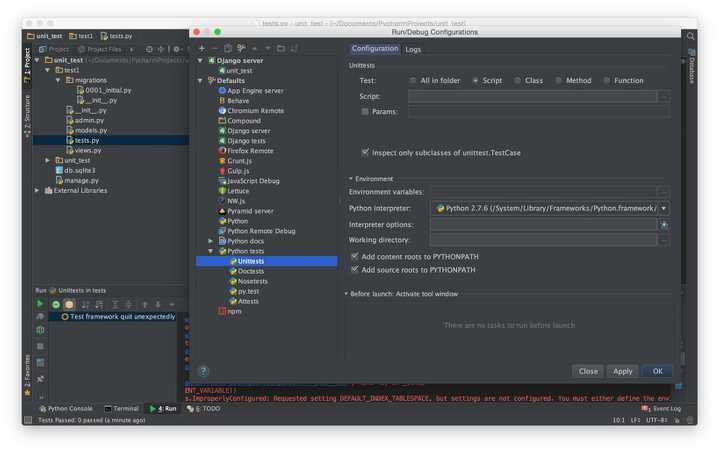 tests.py - unit_test - [~/Documents/PycharmProjects/unit_test]
Run/Debug Configurations
unit_test test1 tests.py
Project Project Files
unit_test (~/Documents/PycharmProjects/
test1
migrations
0001_initial.py
__init__.py
__init__.py
admin.py
models.py
tests.py
views.py
unit_test
db.sqlite3
manage.py
External Libraries
1: Project
7: Structure
2: Favorites
Database
Django server
unit_test
Defaults
App Engine server
Behave
Chromium Remote
Compound
Django server
Django tests
Firefox Remote
Grunt.js
Gulp.js
JavaScript Debug
Lettuce
NW.js
Pyramid server
Python
Python Remote Debug
Python docs
Python tests
Unittests
Doctests
Nosetests
py.test
Attests
npm
Configuration Logs
Unittests
Test: All in folder Script Class Method Function
Script:
Params:
Inspect only subclasses of unittest.TestCase
Environment
Environment variables:
Python interpreter: Python 2.7.6 (/System/Library/Frameworks/Python.framework/
Interpreter options:
Working directory:
Add content roots to PYTHONPATH
Add source roots to PYTHONPATH
Before launch: Activate tool window
There are no tasks to run before launch
? Close Apply OK
Run Unittests in tests
Test framework quit unexpectedly
ENT_VARIABLE))
s.ImproperlyConfigured: Requested setting DEFAULT_INDEX_TABLESPACE, but settings are not configured. You must either define the env
Python Console Terminal 4: Run 6: TODO 1 Event Log
Tests Passed: 0 passed (a minute ago) 10:1 LF÷ UTF-8÷